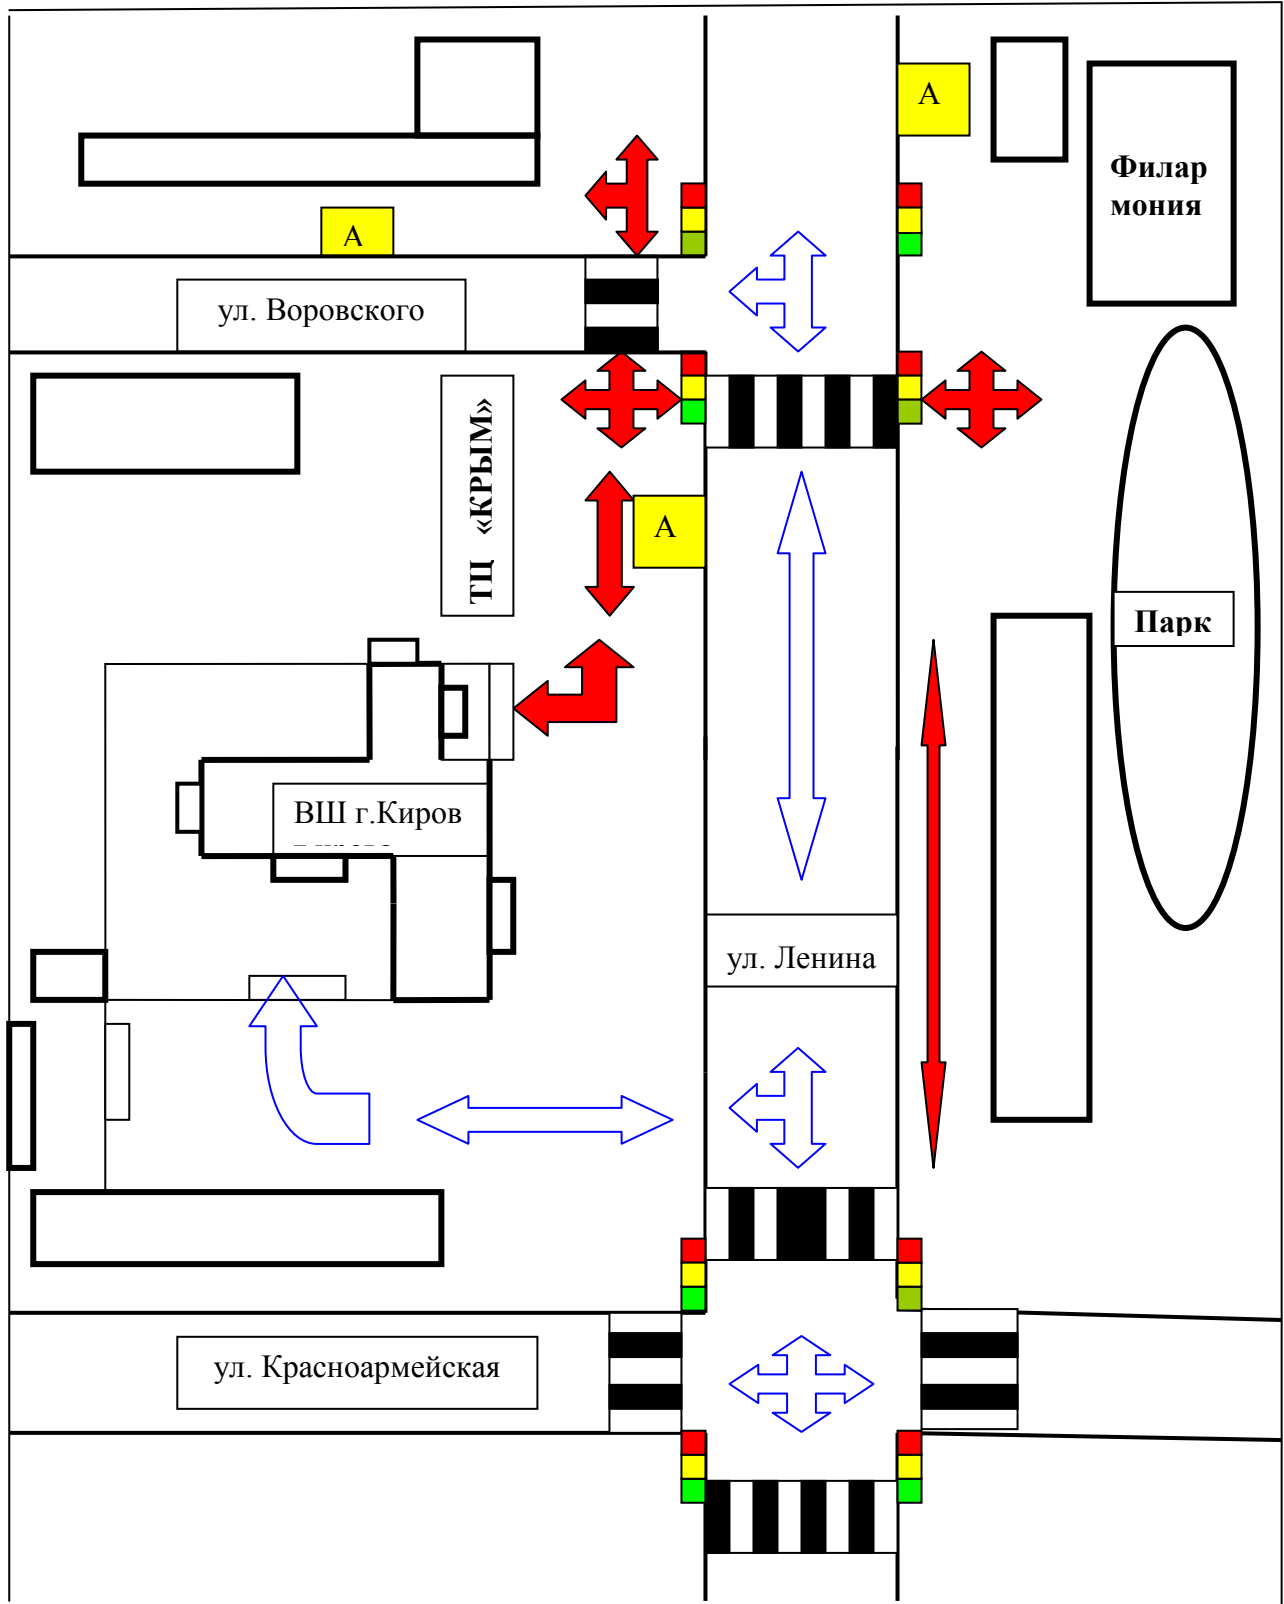 А
Филар
мония
А
ул. Воровского
ТЦ «КРЫМ»
А
Парк
ВШ г.Киров
ул. Ленина
ул. Красноармейская